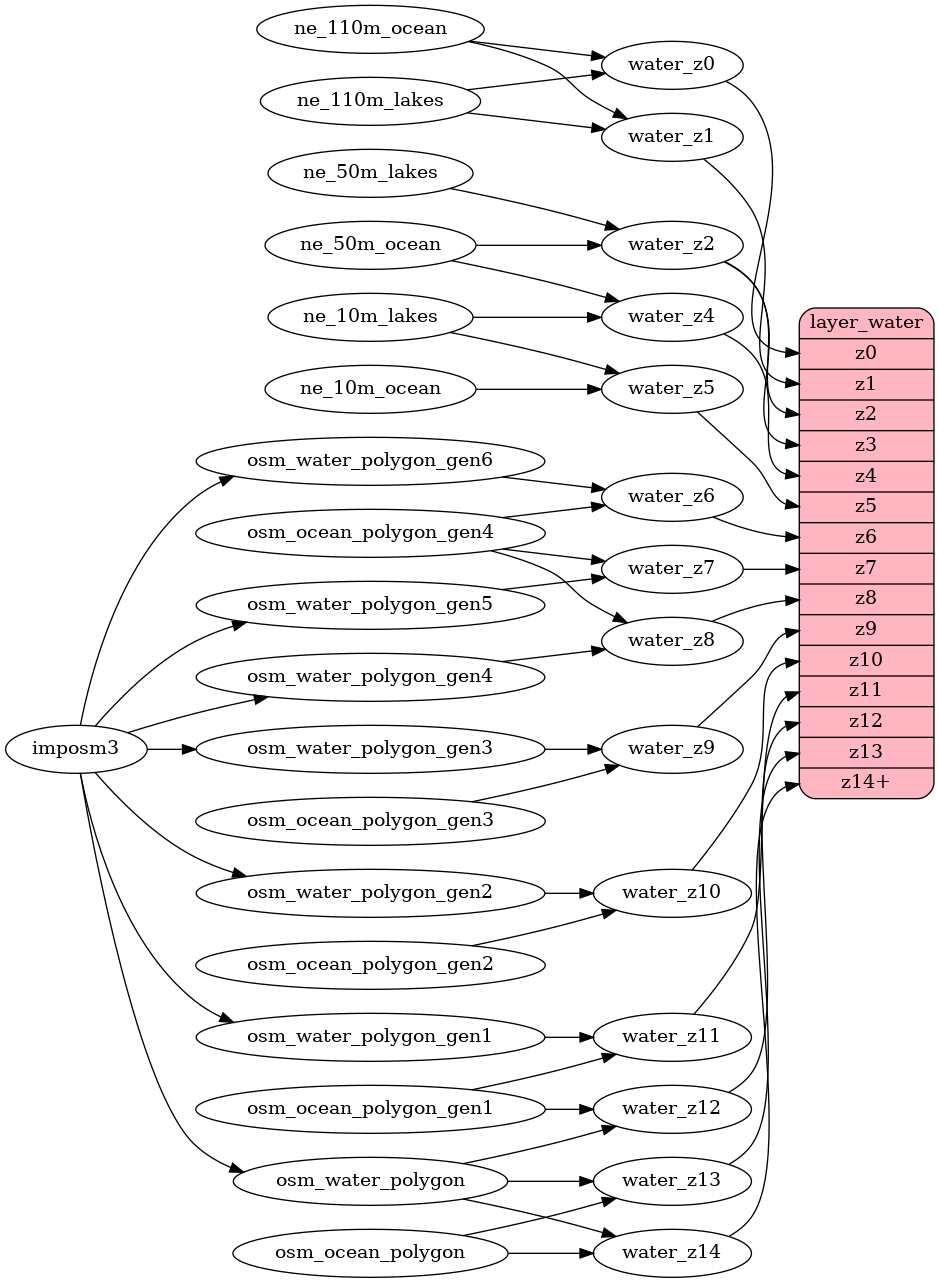 ne_110m_ocean
water_z0
ne_110m_lakes
water_z1
ne_50m_lakes
ne_50m_ocean
water_z2
ne_10m_lakes
water_z4
ne_10m_ocean
water_z5
osm_water_polygon_gen6
water_z6
osm_ocean_polygon_gen4
water_z7
osm_water_polygon_gen5
water_z8
osm_water_polygon_gen4
imposm3
osm_water_polygon_gen3
water_z9
osm_ocean_polygon_gen3
osm_water_polygon_gen2
water_z10
osm_ocean_polygon_gen2
osm_water_polygon_gen1
water_z11
osm_ocean_polygon_gen1
water_z12
osm_water_polygon
water_z13
osm_ocean_polygon
water_z14
layer_water
z0
z1
z2
z3
z4
z5
z6
z7
z8
z9
z10
z11
z12
z13
z14+